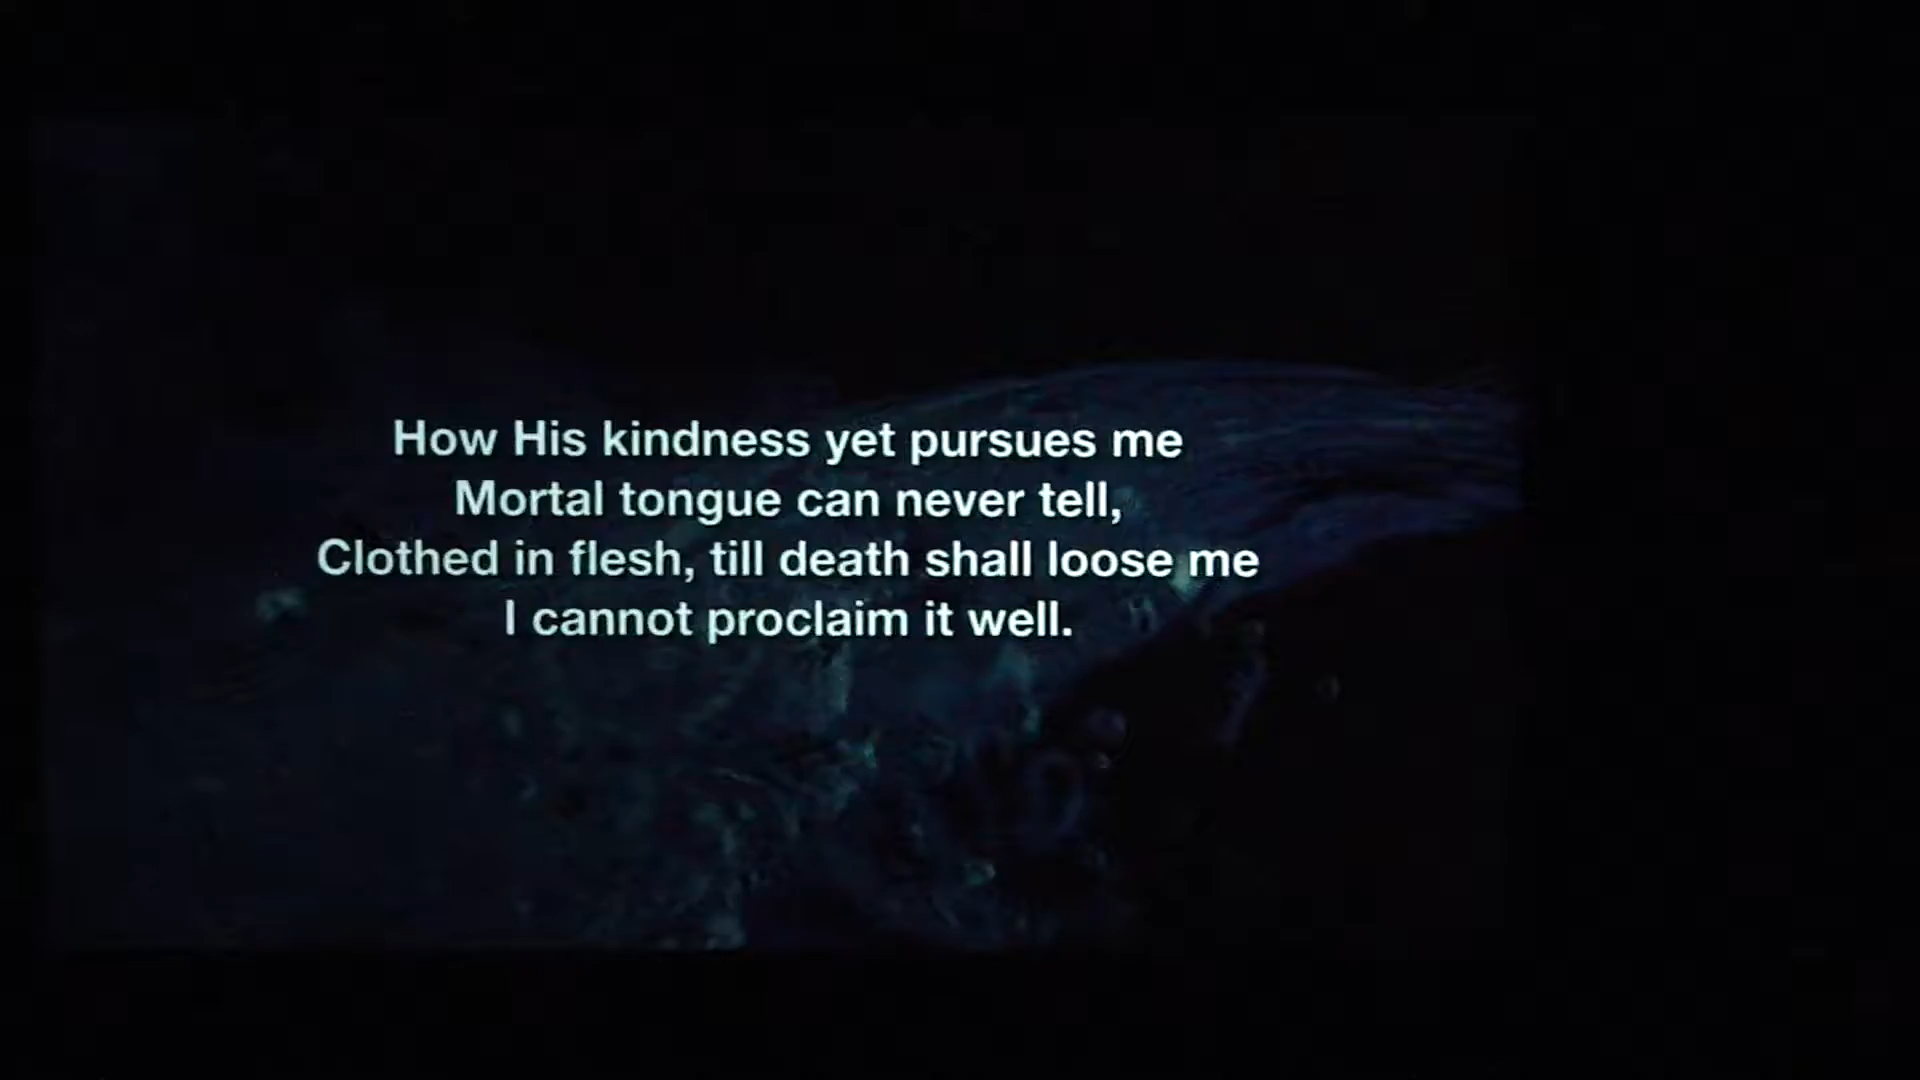 How His kindness yet pursues me
Mortal tongue can never tell,
Clothed in flesh, till death shall loose me
I cannot proclaim it well.